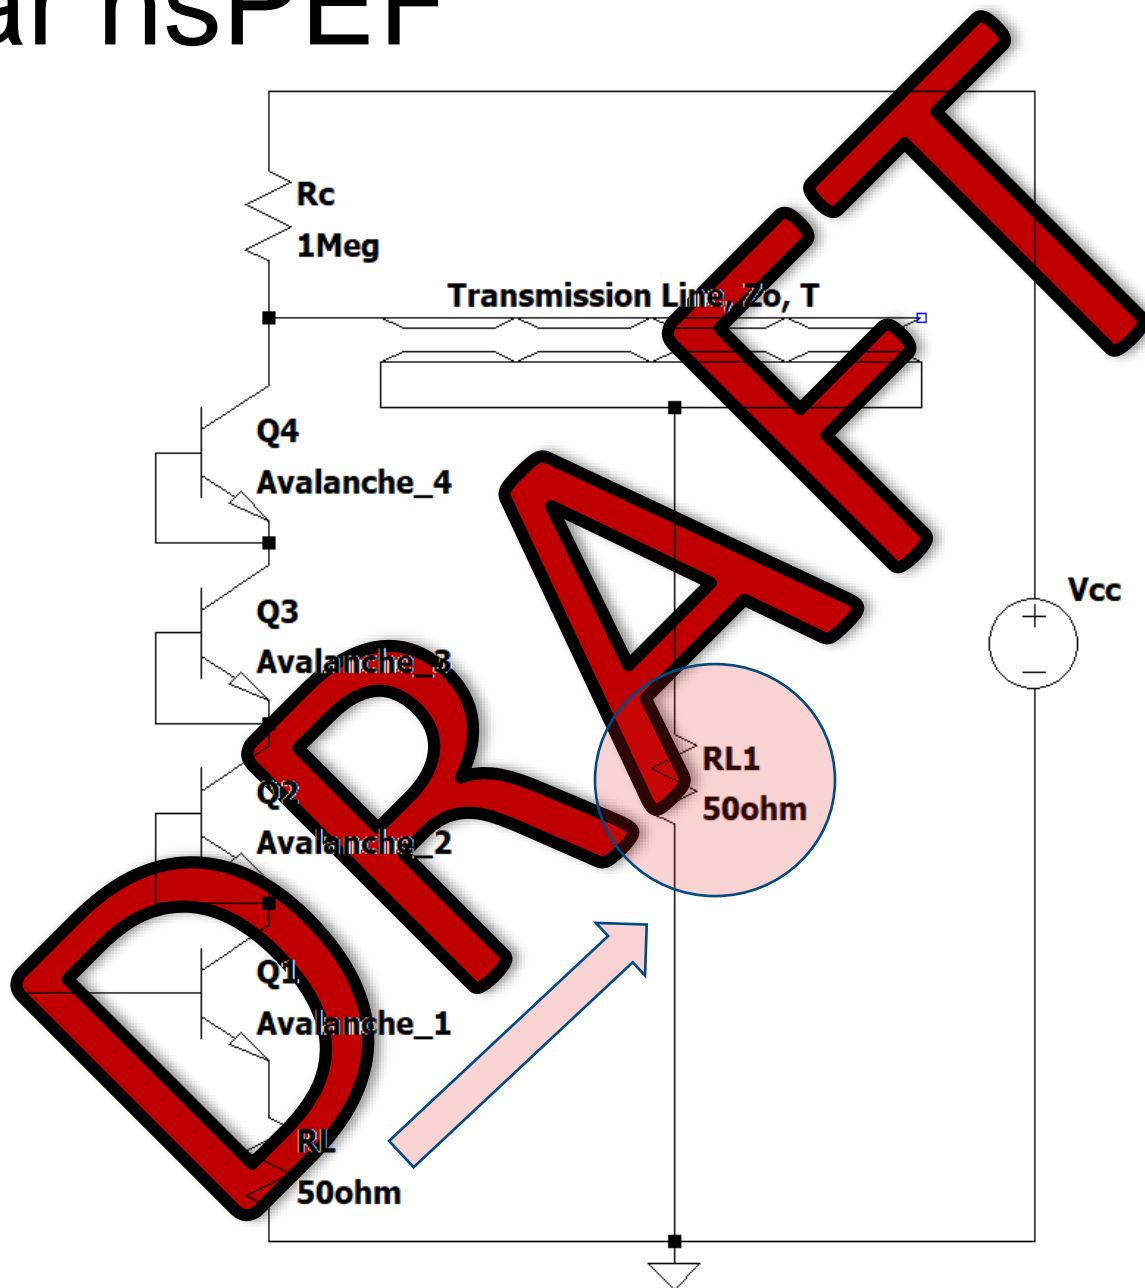 ar nsPEF
Rc
1Meg
Transmission Line, Zo, T
Q4
Avalanche_4
Q3
Avalanche_3
Vcc
+
−
RL1
50ohm
Q2
Avalanche_2
Q1
Avalanche_1
RL
50ohm
DRAFT